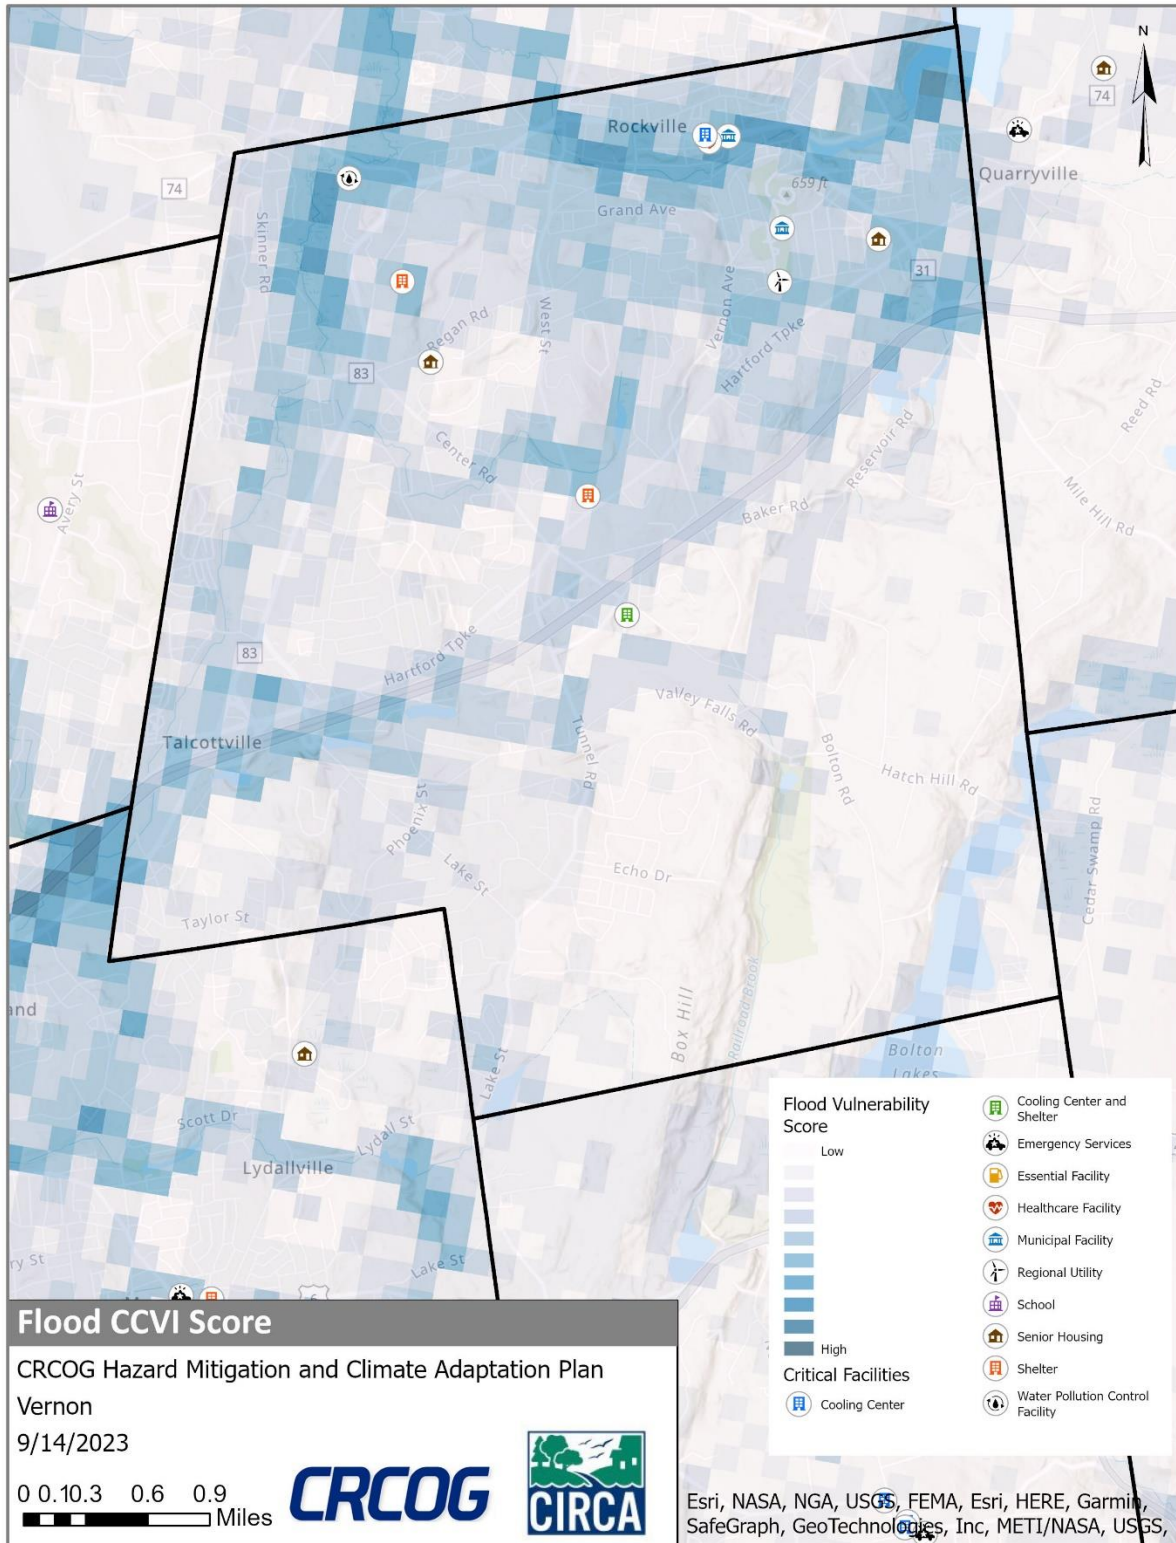 N
74
Rockville
Quarryville
74
659 ft
Grand Ave
Skinner Rd
31
Vernon Ave
West St
Regan Rd
Hartford Tpke
83
Reed Rd
Center Rd
Reservoir Rd
Avery St
Mile Hill Rd
Baker Rd
83
Hartford Tpke
Valley Falls Rd
Talcottville
Tunnel Rd
Bolton Rd
Hatch Hill Rd
Phoenix St
Cedar Swamp Rd
Lake St
Echo Dr
Taylor St
and
Box Hill
Railroad Brook
Bolton
Lakes
Lake St
Scott Dr
Lydall St
Lydallville
Lake St
ry St
6
Flood Vulnerability
Score
Low
High
Critical Facilities
Cooling Center
Cooling Center and
Shelter
Emergency Services
Essential Facility
Healthcare Facility
Municipal Facility
Regional Utility
School
Senior Housing
Shelter
Water Pollution Control
Facility
Flood CCVI Score
CRCOG Hazard Mitigation and Climate Adaptation Plan
Vernon
9/14/2023
0 0.10.3 0.6 0.9
Miles
CRCOG
CIRCA
Esri, NASA, NGA, USGS, FEMA, Esri, HERE, Garmin,
SafeGraph, GeoTechnologies, Inc, METI/NASA, USGS,